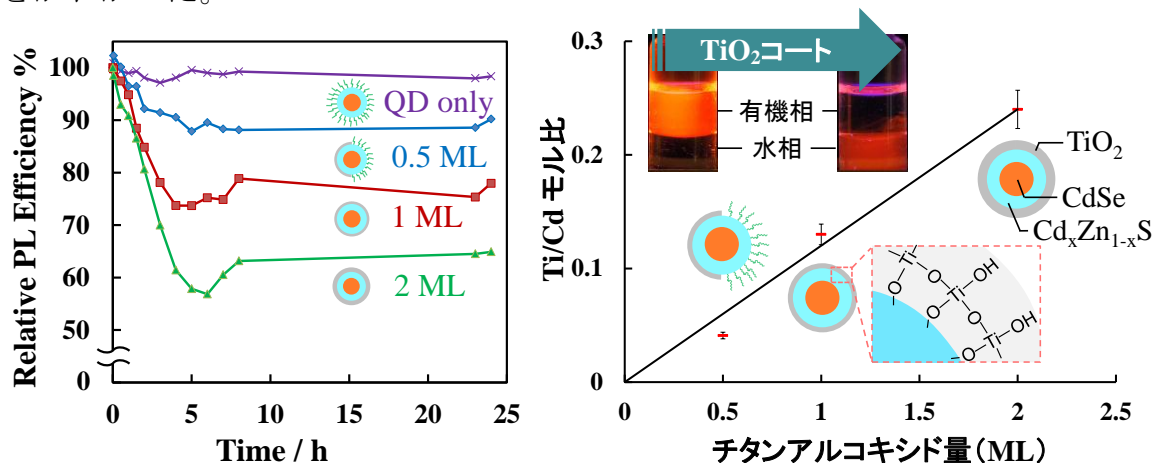 Relative PL Efficiency %
100
90
80
70
60
50
0
0
5
10
15
20
25
Time / h
QD only
0.5 ML
1 ML
2 ML
Ti/Cd モル比
0.3
0.2
0.1
0
0
0.5
1
1.5
2
2.5
チタンアルコキシド量(ML)
TiO2コート
有機相
水相
TiO2
CdSe
CdxZn1-xS
Ti
O
O
Ti
OH
O
O
Ti
OH
O